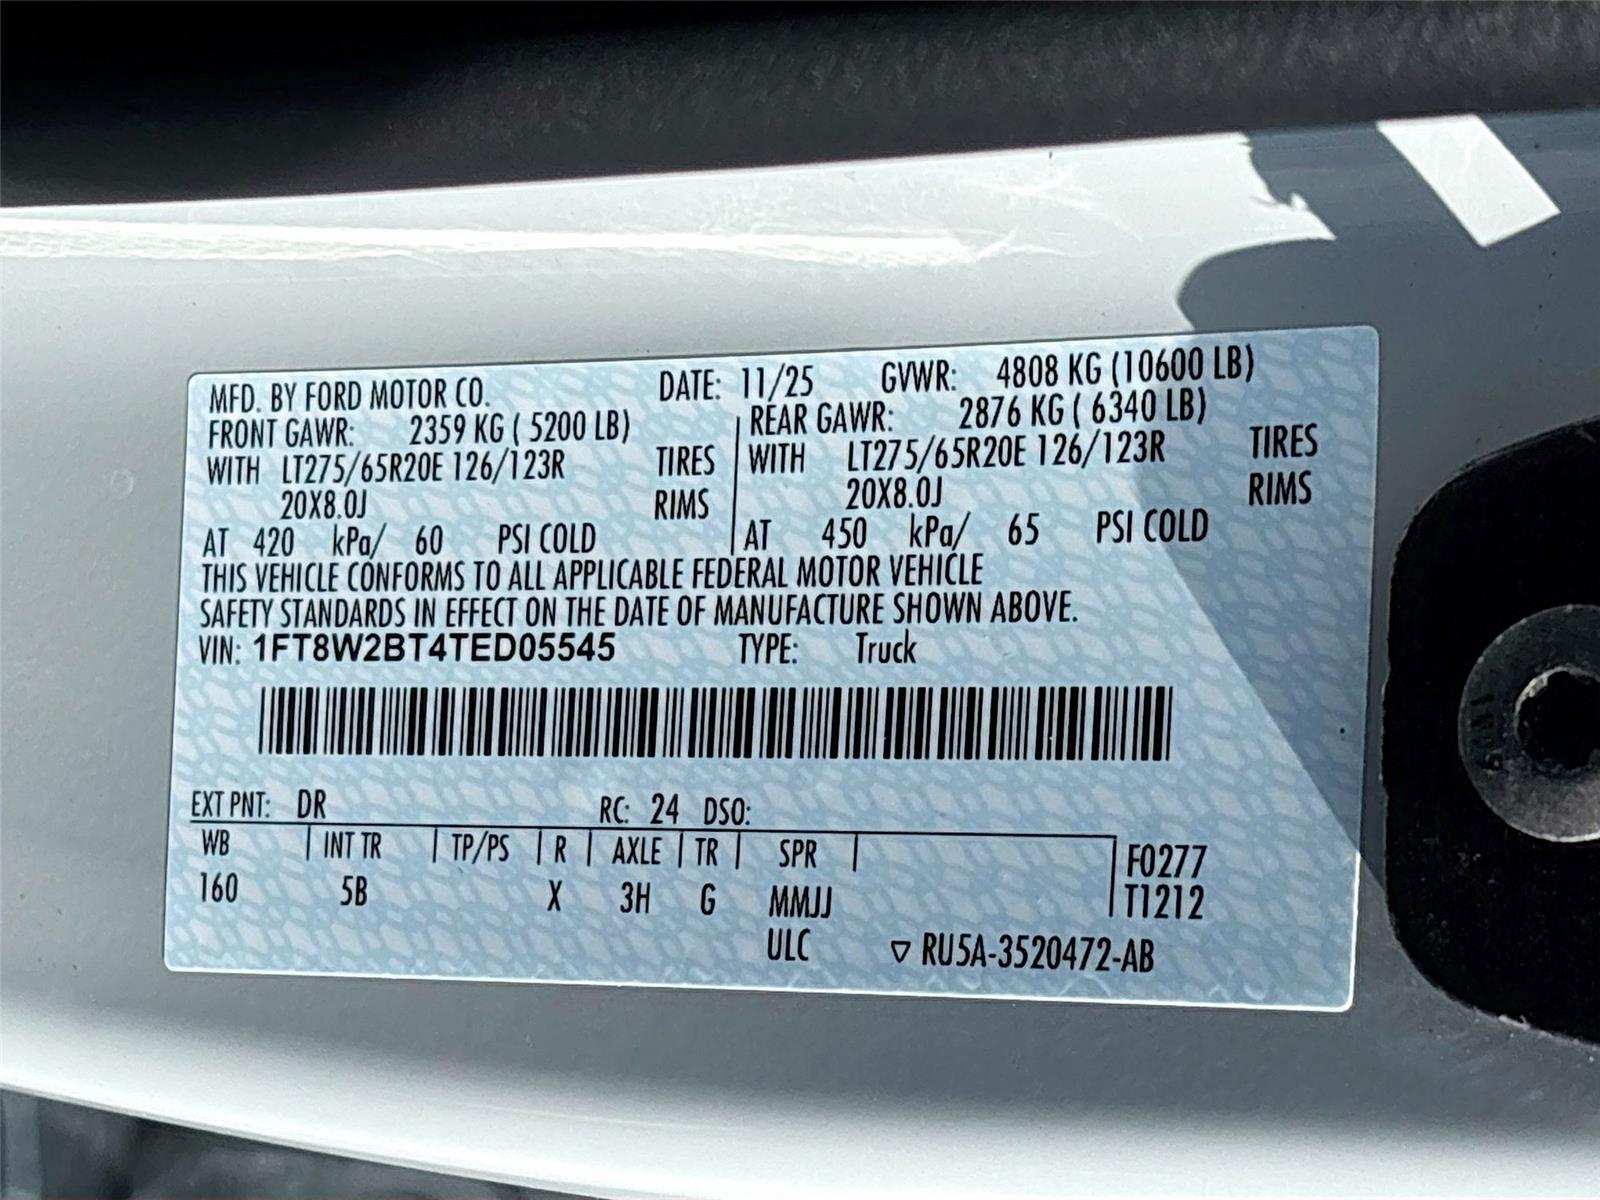 MFD. BY FORD MOTOR CO. DATE: 11/25 GVWR: 4808 KG (10600 LB)
FRONT GAWR: 2359 KG ( 5200 LB) REAR GAWR: 2876 KG ( 6340 LB)
WITH LT275/65R20E 126/123R TIRES WITH LT275/65R20E 126/123R TIRES
20X8.0J RIMS 20X8.0J RIMS
AT 420 kPa/ 60 PSI COLD AT 450 kPa/ 65 PSI COLD
THIS VEHICLE CONFORMS TO ALL APPLICABLE FEDERAL MOTOR VEHICLE
SAFETY STANDARDS IN EFFECT ON THE DATE OF MANUFACTURE SHOWN ABOVE.
VIN: 1FT8W2BT4TED05545 TYPE: Truck
EXT PNT: DR RC: 24 DSO:
WB INT TR TP/PS R AXLE TR SPR F0277
160 5B X 3H G MMJJ T1212
ULC ▽ RU5A-3520472-AB